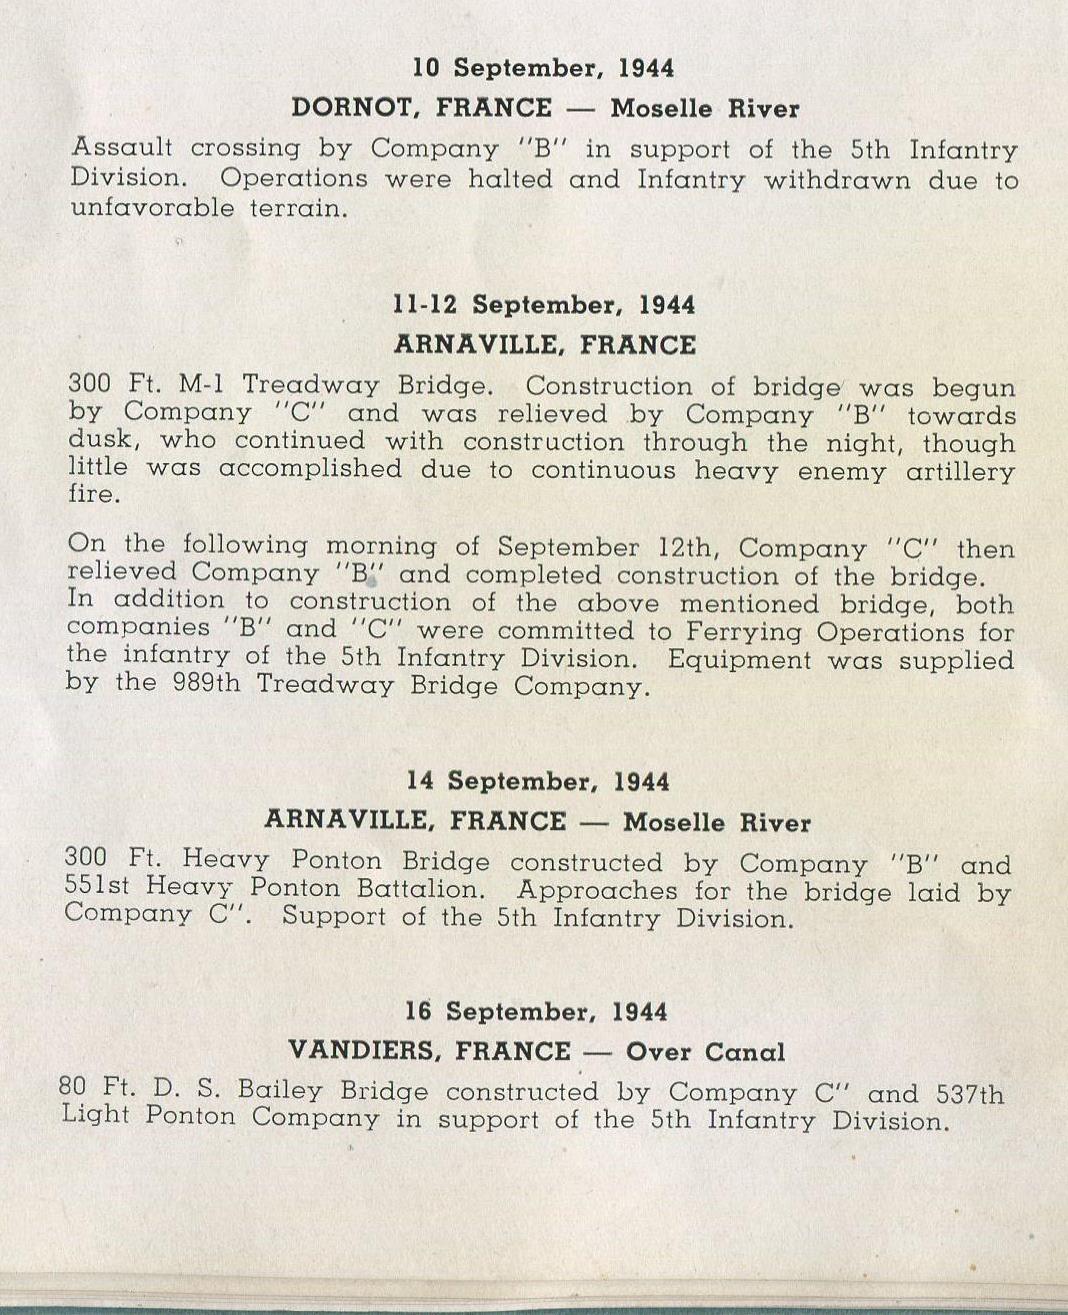 10 September, 1944
DORNOT, FRANCE — Moselle River
Assault crossing by Company "B" in support of the 5th Infantry
Division. Operations were halted and Infantry withdrawn due to
unfavorable terrain.
11-12 September, 1944
ARNAVILLE, FRANCE
300 Ft. M-1 Treadway Bridge. Construction of bridge was begun
by Company "C" and was relieved by Company "B" towards
dusk, who continued with construction through the night, though
little was accomplished due to continuous heavy enemy artillery
fire.
On the following morning of September 12th, Company "C" then
relieved Company "B" and completed construction of the bridge.
In addition to construction of the above mentioned bridge, both
companies "B" and "C" were committed to Ferrying Operations for
the infantry of the 5th Infantry Division. Equipment was supplied
by the 989th Treadway Bridge Company.
14 September, 1944
ARNAVILLE, FRANCE — Moselle River
300 Ft. Heavy Ponton Bridge constructed by Company "B" and
551st Heavy Ponton Battalion. Approaches for the bridge laid by
Company C". Support of the 5th Infantry Division.
16 September, 1944
VANDIERS, FRANCE — Over Canal
80 Ft. D. S. Bailey Bridge constructed by Company C" and 537th
Light Ponton Company in support of the 5th Infantry Division.